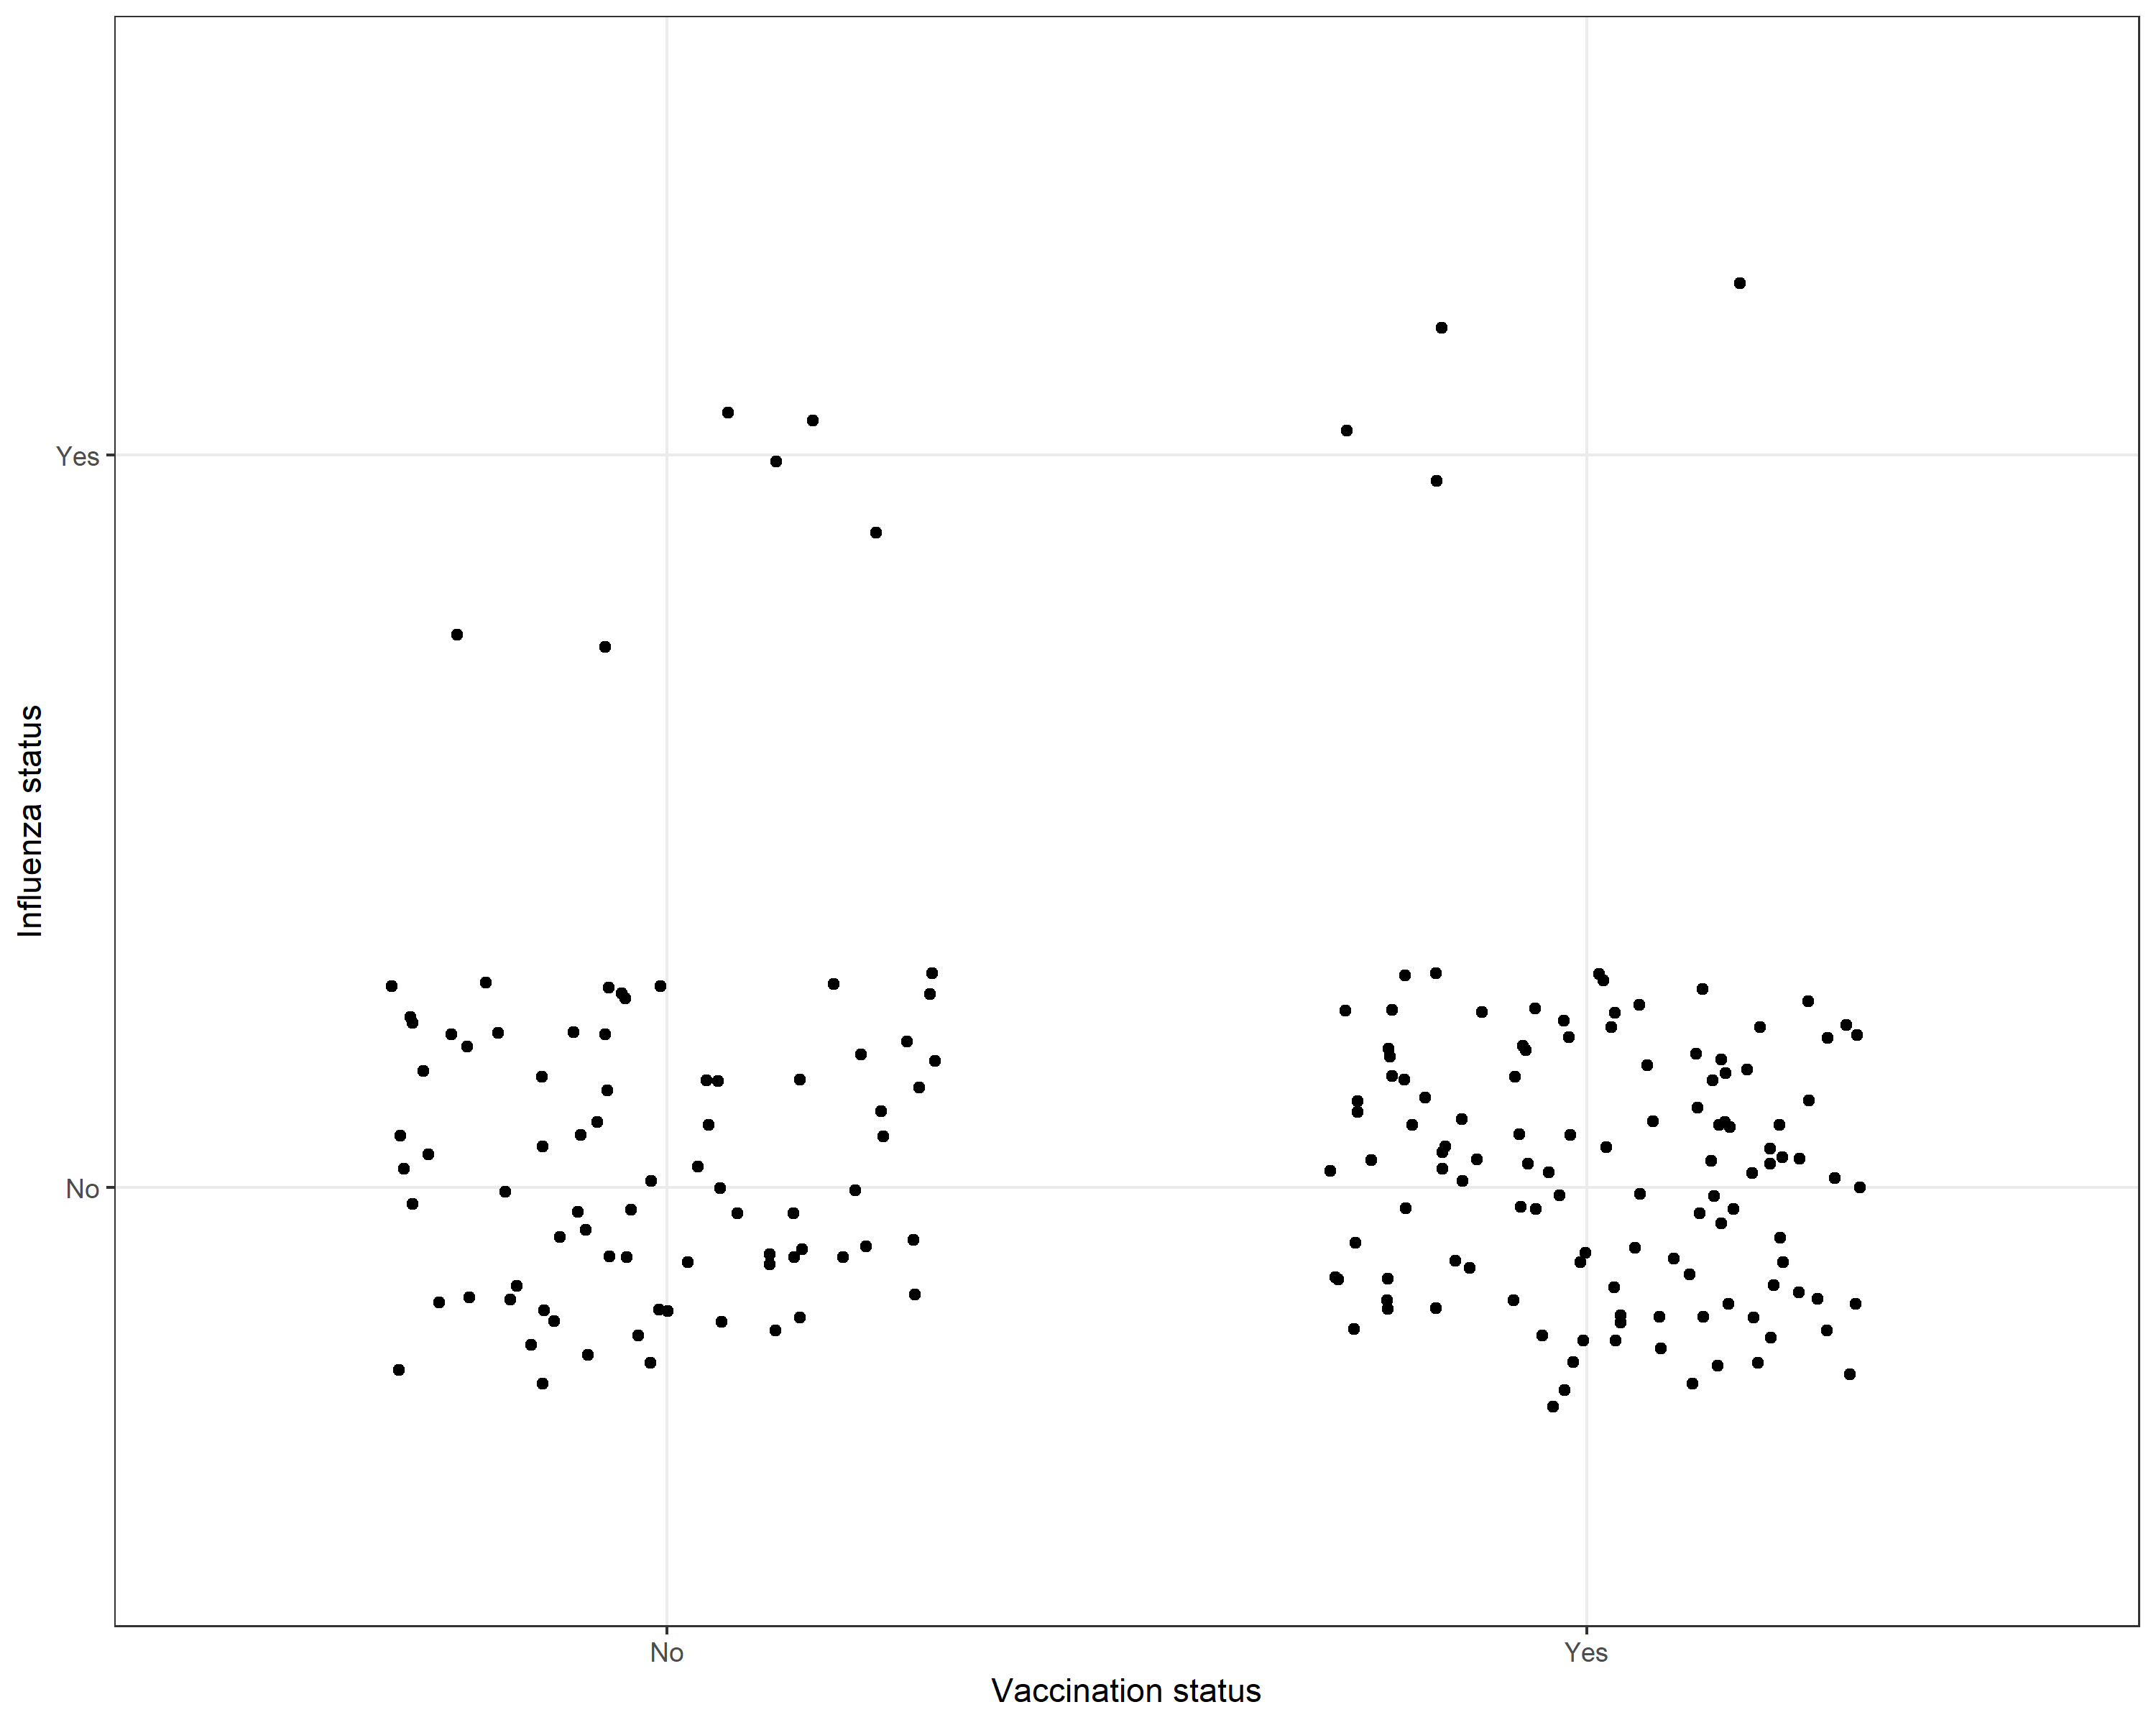 Yes
Influenza status
No
No
Yes
Vaccination status